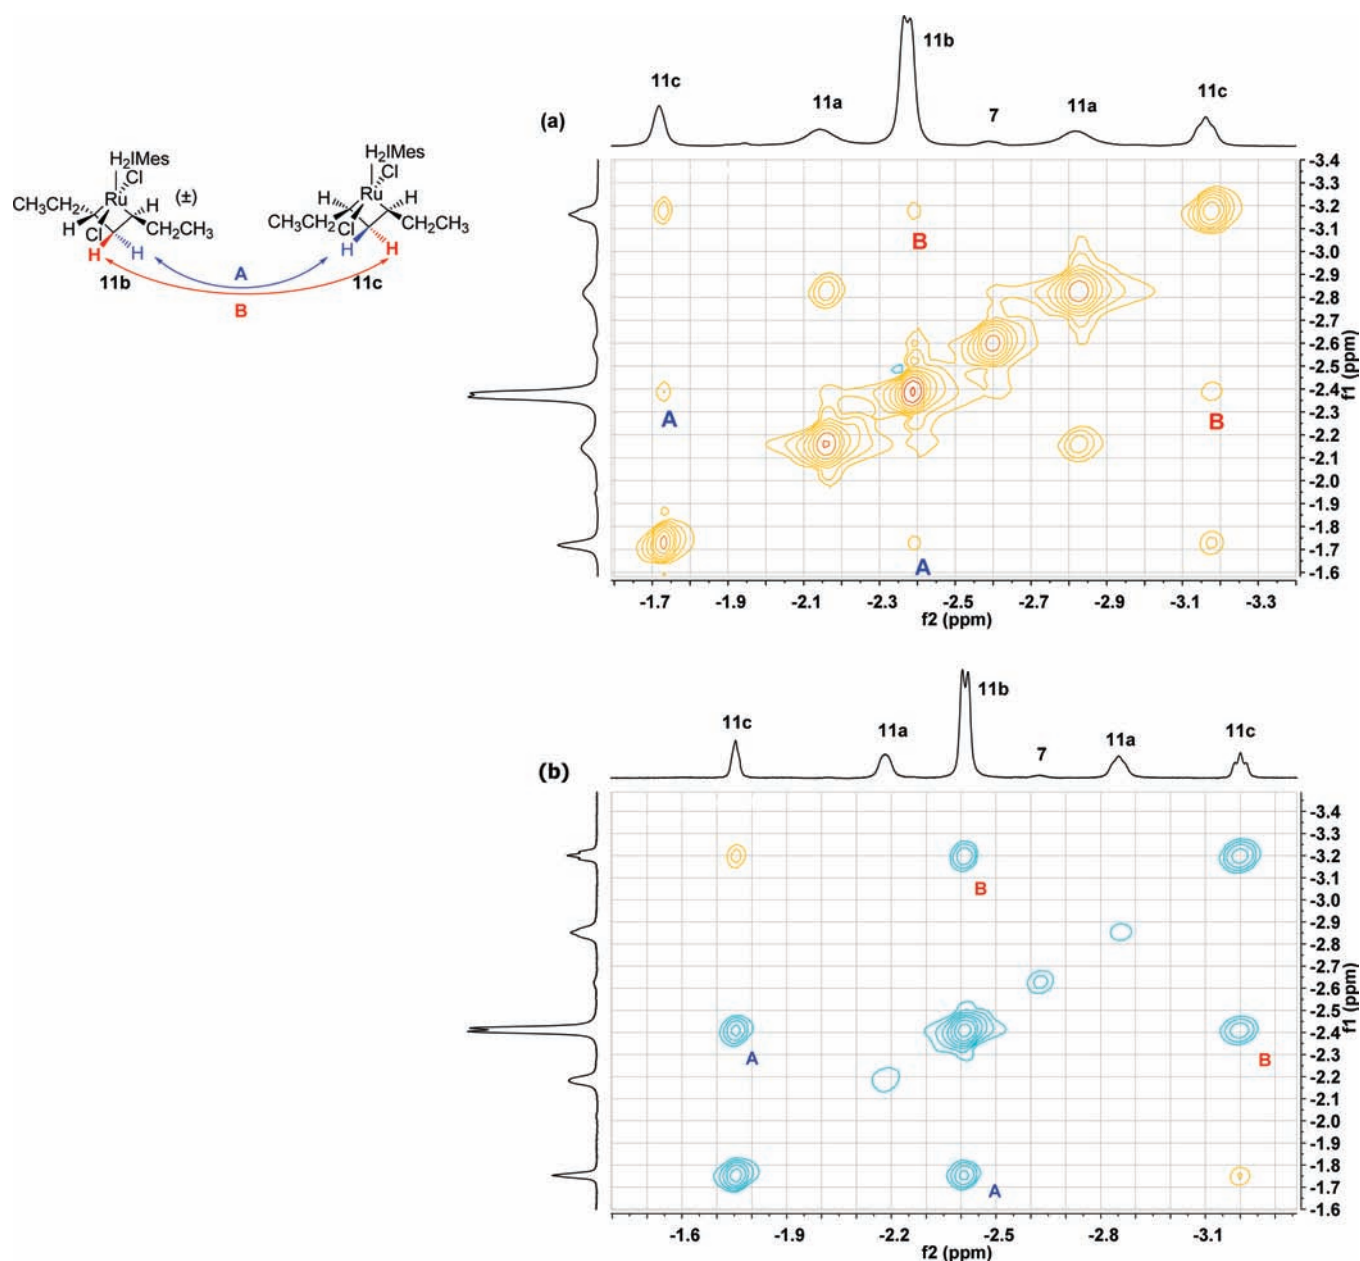 H2IMes
Cl
Ru
(±)
CH3CH2
H
H
Cl
CH2CH3
H
H
11b
H2IMes
Cl
Ru
H
H
CH3CH2
Cl
CH2CH3
H
H
11c
A
B
(a)
11c
11a
11b
7
11a
11c
B
A
B
A
-3.4
-3.3
-3.2
-3.1
-3.0
-2.9
-2.8
-2.7
-2.6
-2.5
-2.4
-2.3
-2.2
-2.1
-2.0
-1.9
-1.8
-1.7
-1.6
f1 (ppm)
-1.7 -1.9 -2.1 -2.3 -2.5 -2.7 -2.9 -3.1 -3.3
f2 (ppm)
(b)
11c
11a
11b
7
11a
11c
B
A
B
A
-3.4
-3.3
-3.2
-3.1
-3.0
-2.9
-2.8
-2.7
-2.6
-2.5
-2.4
-2.3
-2.2
-2.1
-1.9
-1.8
-1.7
-1.6
f1 (ppm)
-1.6 -1.9 -2.2 -2.5 -2.8 -3.1
f2 (ppm)